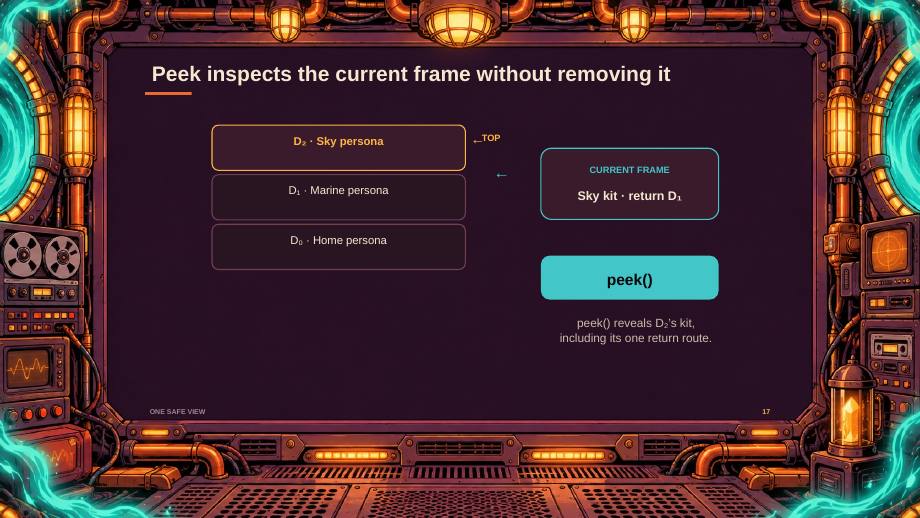 Peek inspects the current frame without removing it
D₂ · Sky persona
←TOP
D₁ · Marine persona
D₀ · Home persona
←
CURRENT FRAME
Sky kit · return D₁
peek()
peek() reveals D₂’s kit,
including its one return route.
ONE SAFE VIEW
17